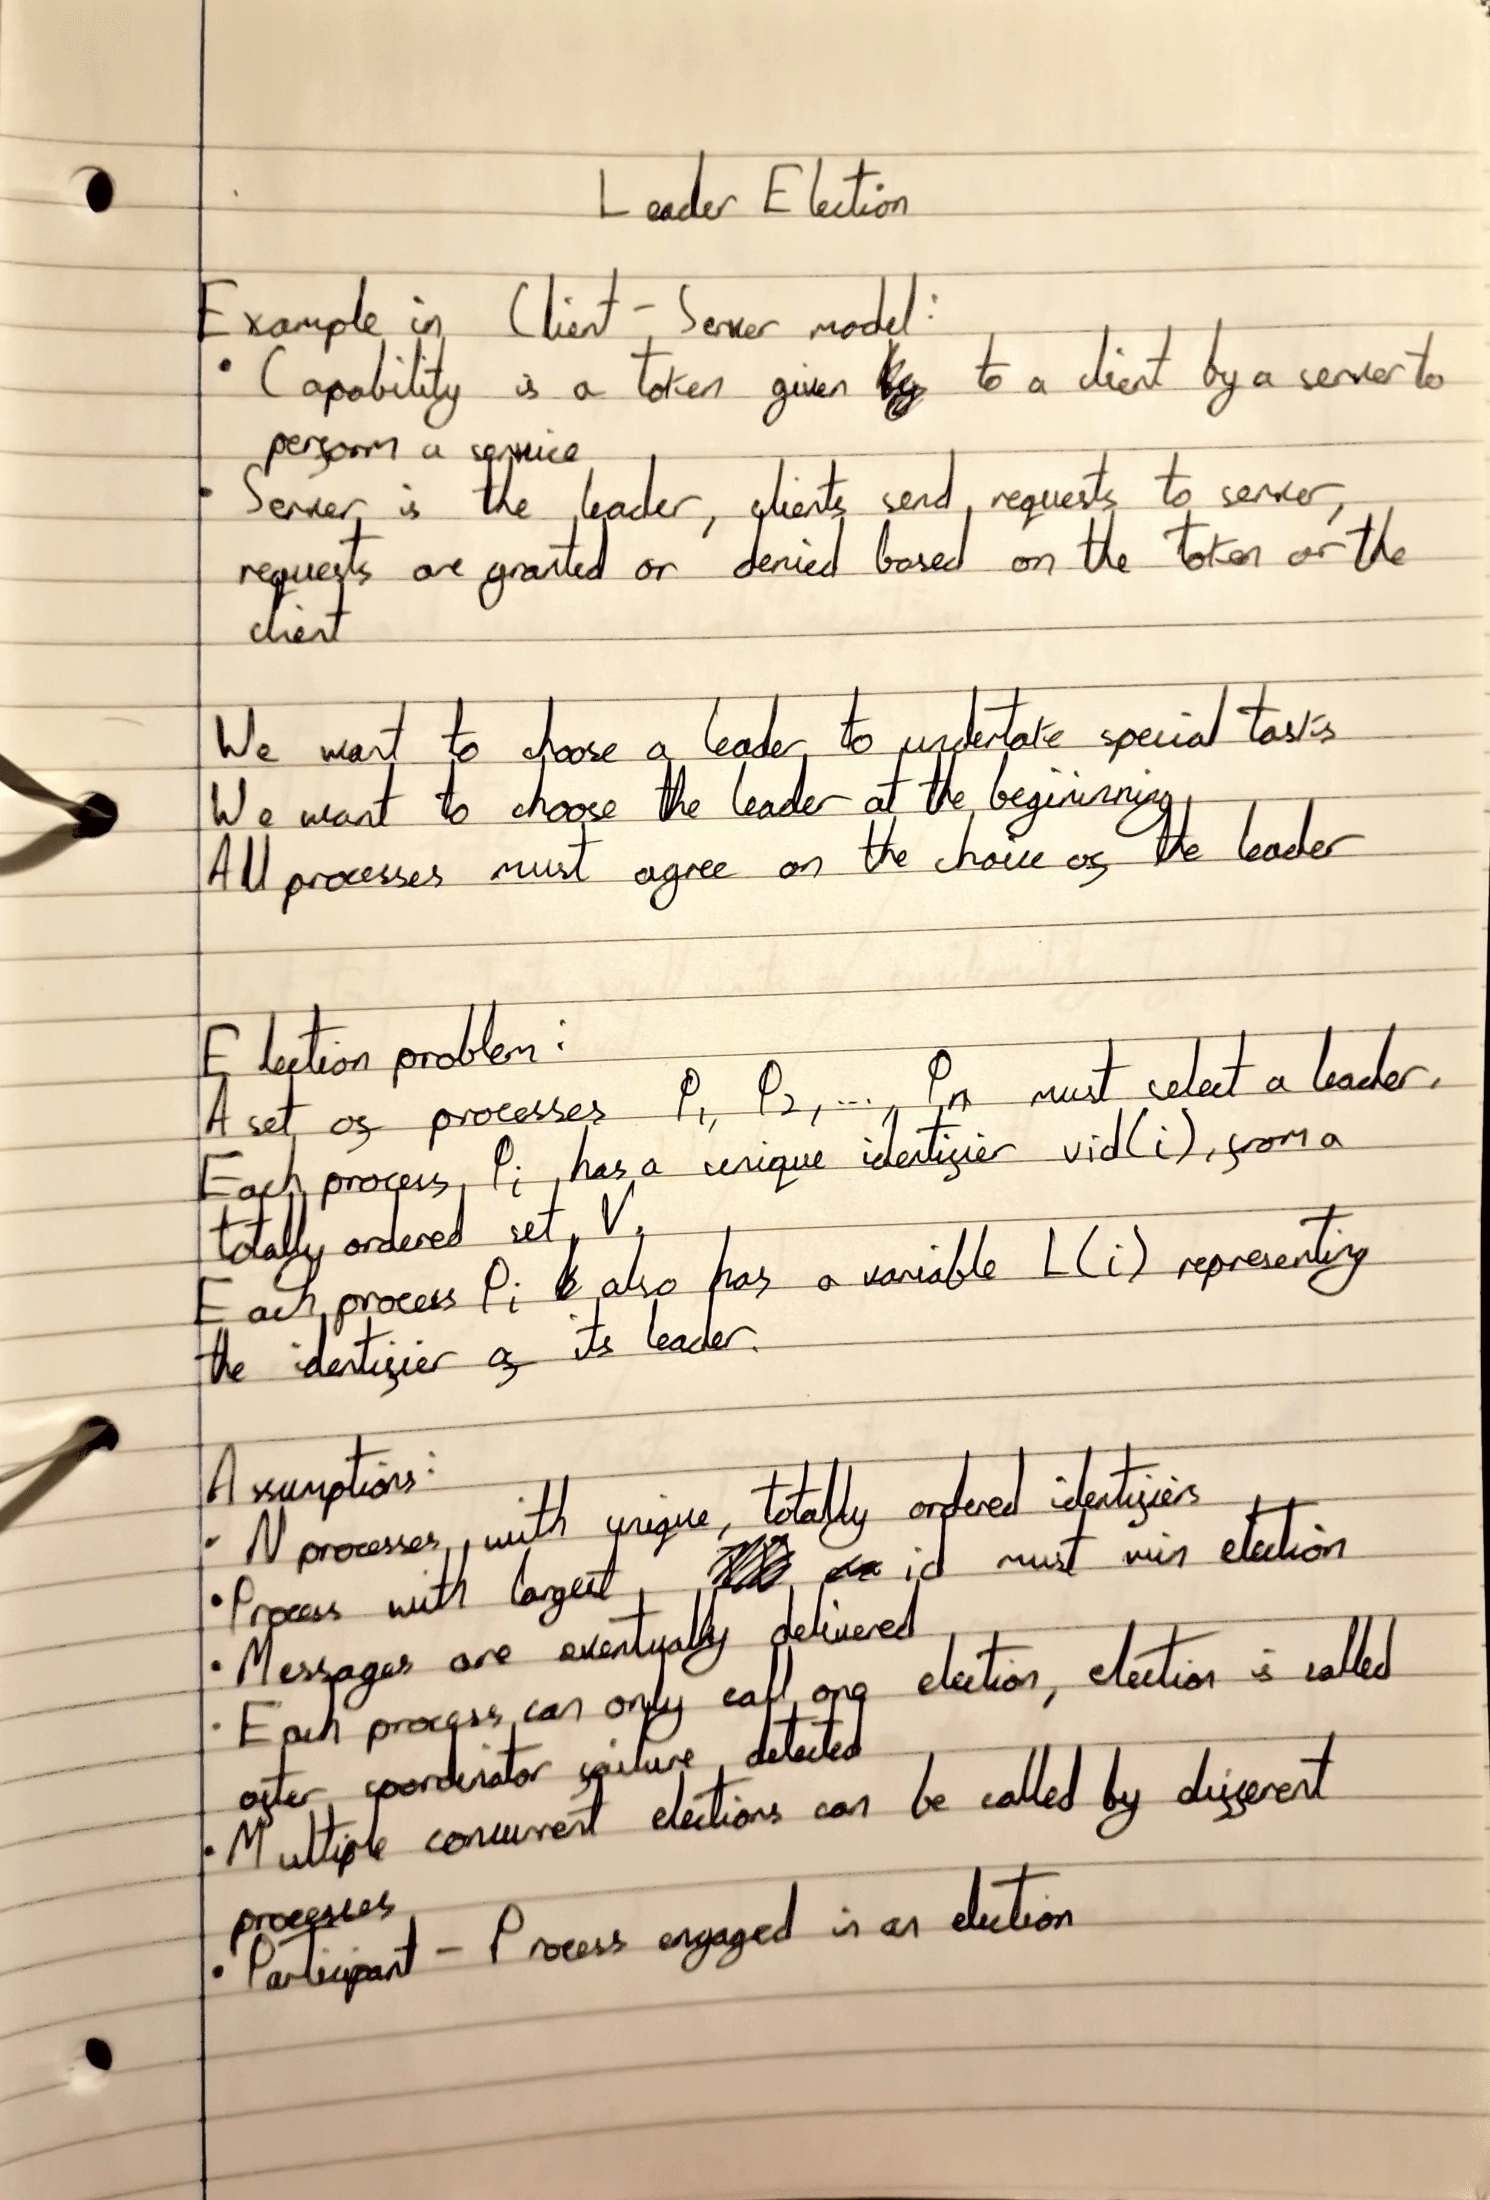 Leader Election
Example in Client-Server model:
• Capability is a token given to a client by a server to
perform a service
• Server is the leader, clients send requests to server,
requests are granted or denied based on the token or the
client
We want to choose a leader to undertake special tasks
We want to choose the leader at the beginning
All processes must agree on the choice of the leader
Election problem:
A set of processes P1, P2, ..., Pn must select a leader.
Each process Pi has a unique identifier vid(i), from a
totally ordered set V.
Each process Pi also has a variable L(i) representing
the identifier of its leader.
Assumptions:
• N processes with unique, totally ordered identifiers
• Process with largest id must win election
• Messages are eventually delivered
• Each process can only call one election, election is called
after coordinator failure detected
• Multiple concurrent elections can be called by different
processes
• Participant - Process engaged in an election